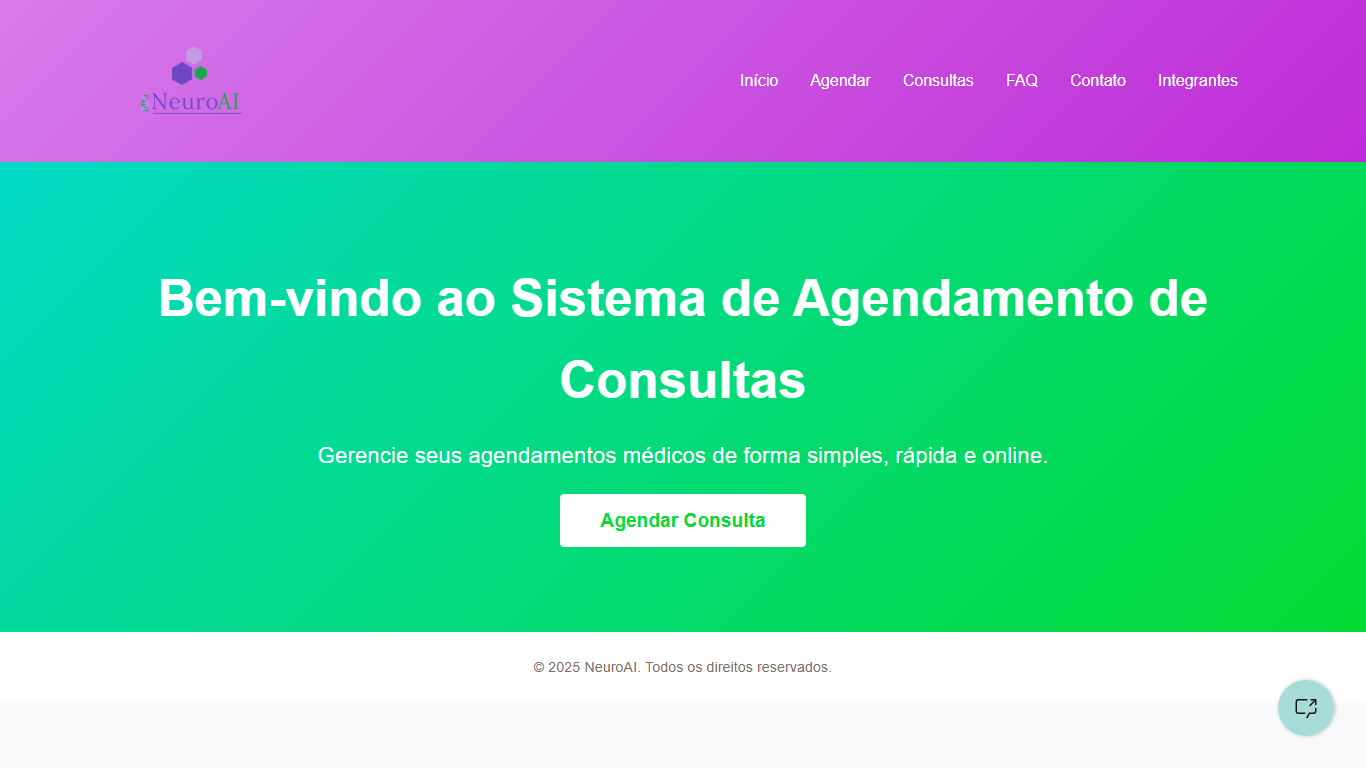 NeuroAI
Início Agendar Consultas FAQ Contato Integrantes
Bem-vindo ao Sistema de Agendamento de
Consultas
Gerencie seus agendamentos médicos de forma simples, rápida e online.
Agendar Consulta
© 2025 NeuroAI. Todos os direitos reservados.